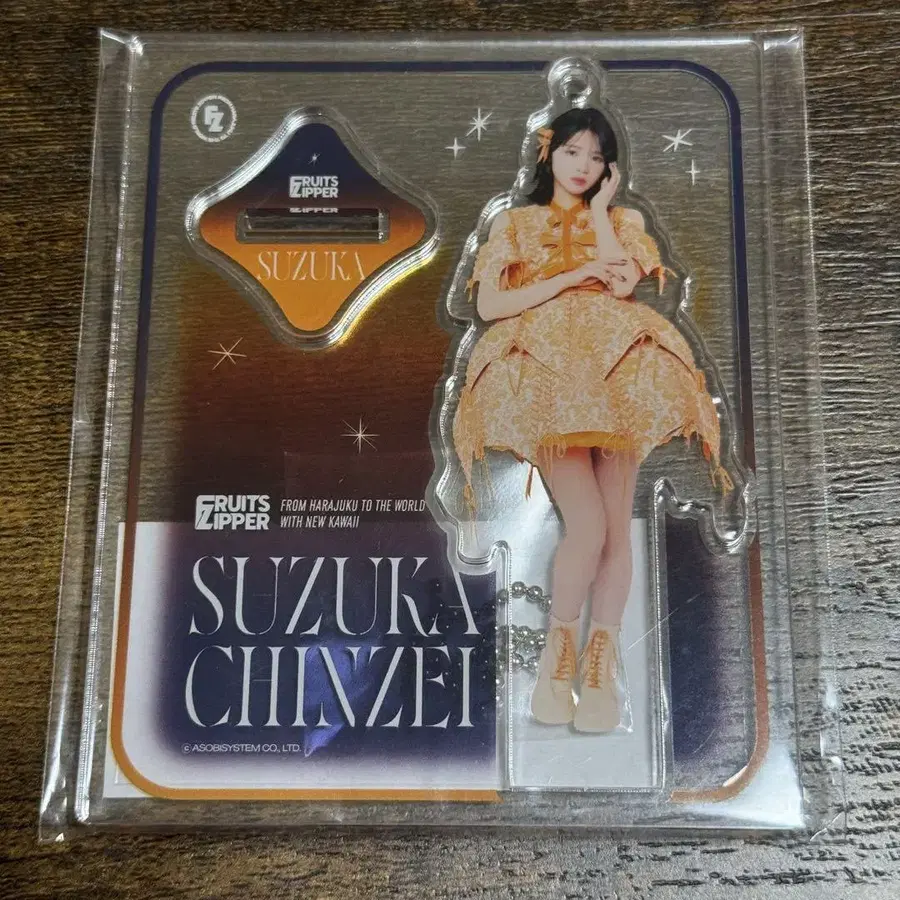 FZ
FRUITS
ZIPPER
SUZUKA
FRUITS
ZIPPER
FROM HARAJUKU TO THE WORLD
WITH NEW KAWAII
SUZUKA
CHINZEI
© ASOBISYSTEM CO., LTD.